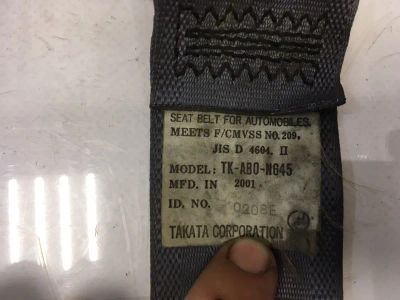 SEAT BELT FOR AUTOMOBILES.
MEETS F/CMVSS NO. 209,
JIS D 4604. II
MODEL: TK-AB0-N645
MFD. IN 2001
ID. NO. 0208E
TAKATA CORPORATION